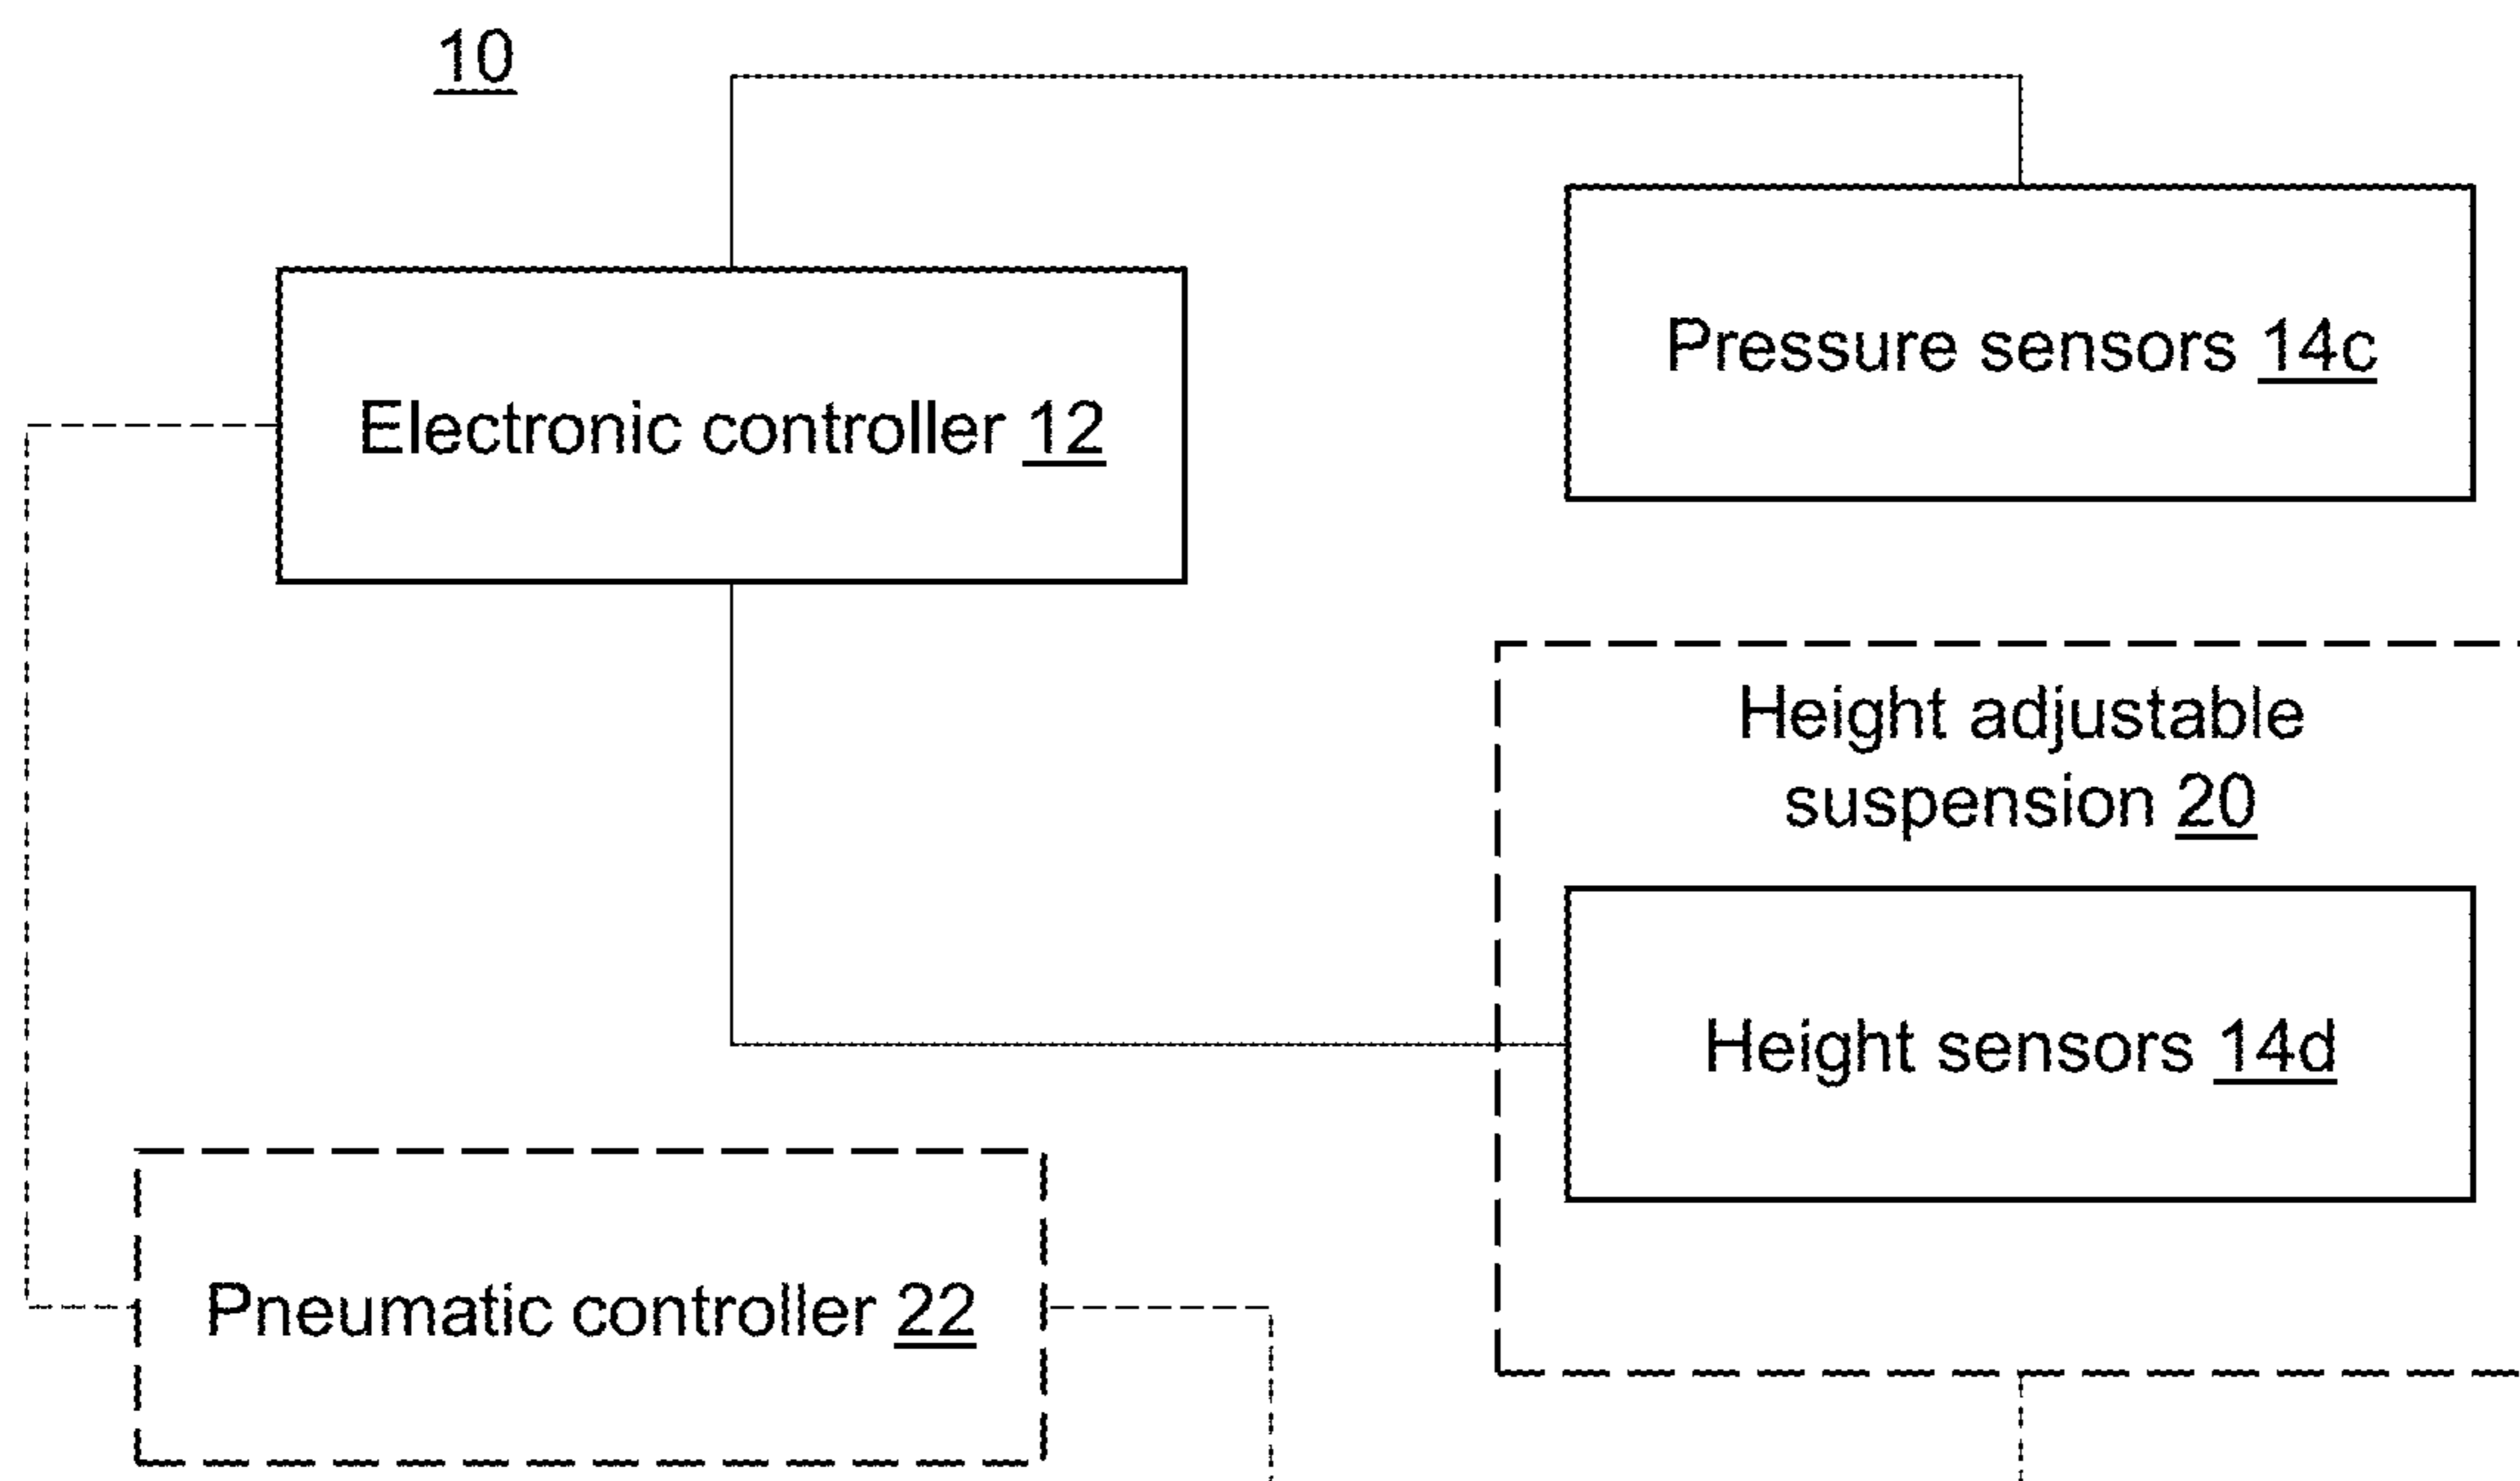 10
Pressure sensors 14c
Electronic controller 12
Height adjustable
suspension 20
Height sensors 14d
Pneumatic controller 22